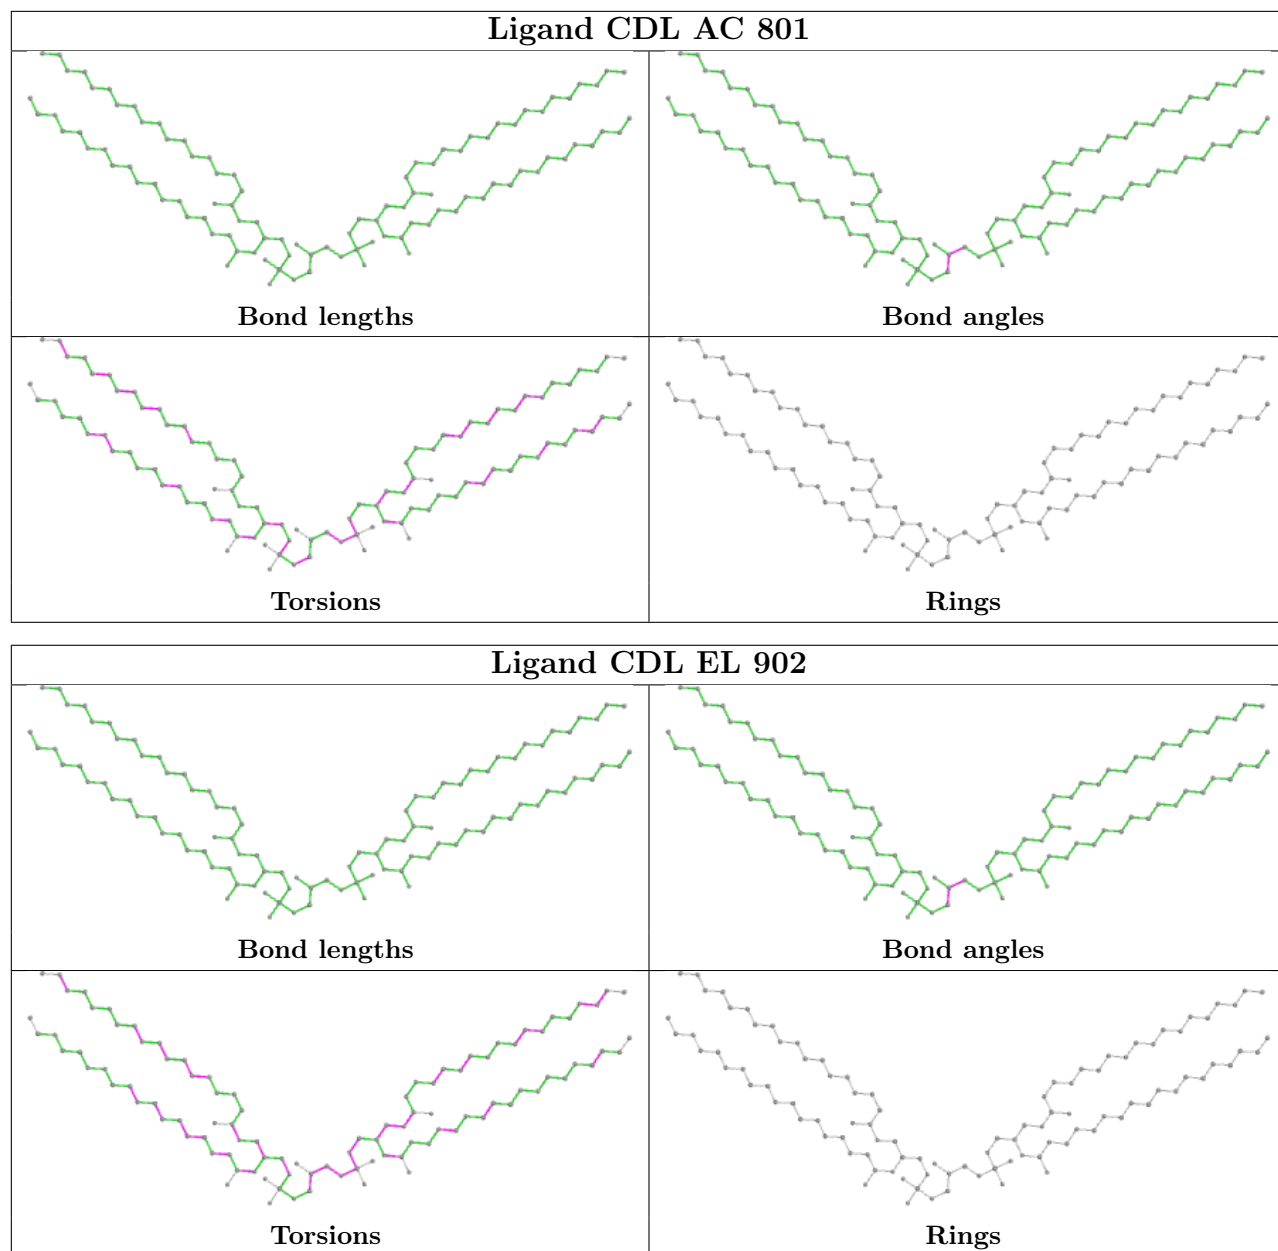 Ligand CDL AC 801
Bond lengths
Bond angles
Torsions
Rings
Ligand CDL EL 902
Bond lengths
Bond angles
Torsions
Rings